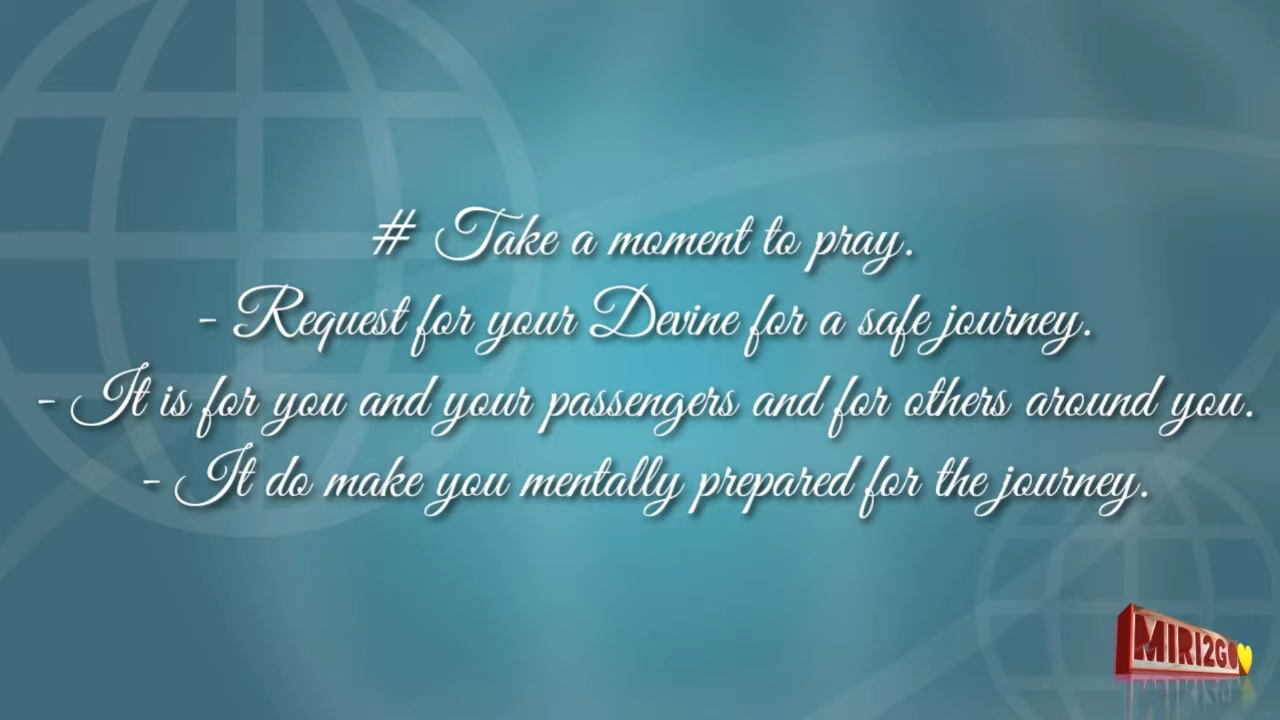 # Take a moment to pray.
- Request for your Devine for a safe journey.
- It is for you and your passengers and for others around you.
- It do make you mentally prepared for the journey.
MIRI2GO